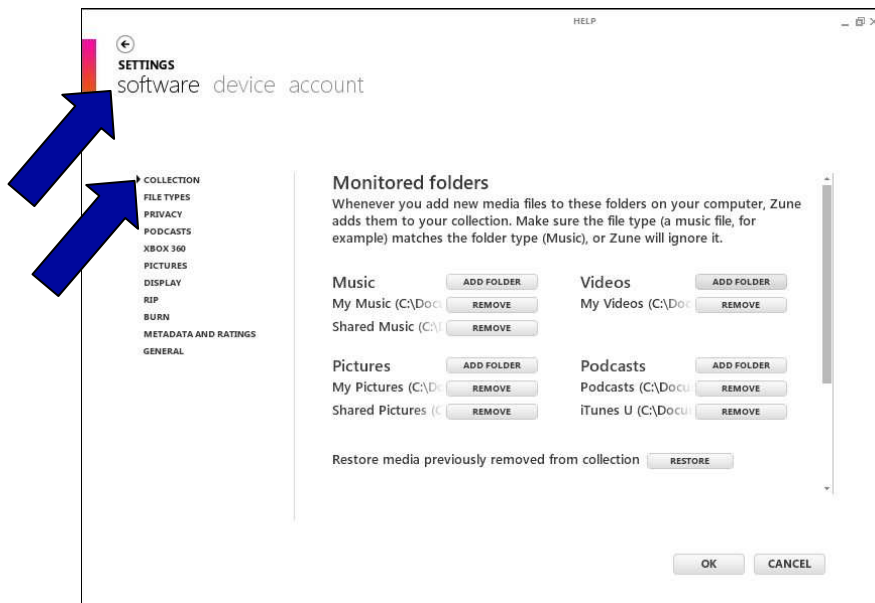 HELP
SETTINGS
software device account
COLLECTION
FILE TYPES
PRIVACY
PODCASTS
XBOX 360
PICTURES
DISPLAY
RIP
BURN
METADATA AND RATINGS
GENERAL
Monitored folders
Whenever you add new media files to these folders on your computer, Zune
adds them to your collection. Make sure the file type (a music file, for
example) matches the folder type (Music), or Zune will ignore it.
Music ADD FOLDER Videos ADD FOLDER
My Music (C:\Doc REMOVE My Videos (C:\Doc REMOVE
Shared Music (C:\ REMOVE
Pictures ADD FOLDER Podcasts ADD FOLDER
My Pictures (C:\D REMOVE Podcasts (C:\Docu REMOVE
Shared Pictures (C REMOVE iTunes U (C:\Docu REMOVE
Restore media previously removed from collection RESTORE
OK CANCEL